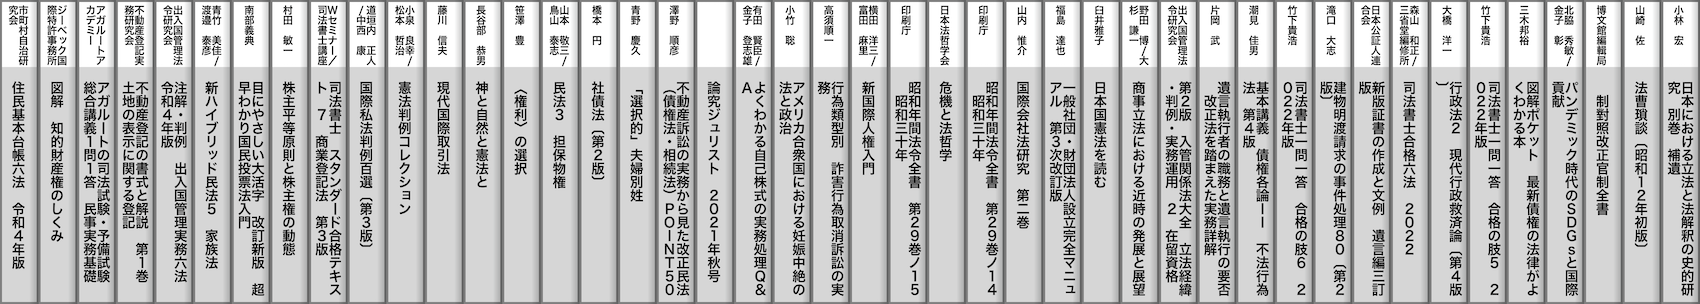 小林　宏
日本における立法と法解釈の史的研
究　別巻　補遺
山崎　佐
法曹瑣談〔昭和１２年初版〕
博文館編輯局
制對照改正官制全書
北脇　秀敏/
金子　彰
パンデミック時代のＳＤＧｓと国際
貢献
三木邦裕
図解ポケット　最新債権の法律がよ
くわかる本
竹下貴浩
司法書士一問一答　合格の肢５　２
０２２年版
大橋　洋一
行政法２　現代行政救済論〔第４版
〕
森山　和正/
三省堂編修所
司法書士合格六法　２０２２
日本公証人連
合会
新版証書の作成と文例　遺言編三訂
版
滝口　大志
建物明渡請求の事件処理８０〔第２
版〕
竹下貴浩
司法書士一問一答　合格の肢６　２
０２２年版
潮見　佳男
基本講義　債権各論ＩＩ　不法行為
法　第４版
片岡　武
遺言執行者の職務と遺言執行の要否
改正法を踏まえた実務詳解
出入国管理法
令研究会
第２版　入管関係法大全　立法経緯
・判例・実務運用　２　在留資格
野田　博/大
杉　謙一
商事立法における近時の発展と展望
臼井雅子
日本国憲法を読む
福島　達也
一般社団・財団法人設立完全マニュ
アル　第３次改訂版
山内　惟介
国際会社法研究　第二巻
印刷庁
昭和年間法令全書　第２９巻ノ１４
昭和三十年
日本法哲学会
危機と法哲学
印刷庁
昭和年間法令全書　第２９巻ノ１５
昭和三十年
横田　洋三/
富田　麻里
新国際人権入門
高須順一
行為類型別　詐害行為取消訴訟の実
務
小竹　聡
アメリカ合衆国における妊娠中絶の
法と政治
有田　賢臣/
金子　登志雄
よくわかる自己株式の実務処理Ｑ＆
Ａ
論究ジュリスト　２０２１年秋号
澤野　順彦
不動産訴訟の実務から見た改正民法
（債権法・相続法）ＰＯＩＮＴ５０
青野　慶久
「選択的」夫婦別姓
橋本　円
社債法〔第２版〕
山本　敬三/
鳥山　泰志
民法３　担保物権
笹澤　豊
〈権利〉の選択
長谷部　恭男
神と自然と憲法と
藤川　信夫
現代国際取引法
小泉　良幸/
松本　哲治
憲法判例コレクション
道垣内　正人
/中西　康
国際私法判例百選〔第３版〕
Ｗセミナー/
司法書士講座
司法書士　スタンダード合格テキス
ト　７　商業登記法　第３版
村田　敏一
株主平等原則と株主権の動態
南部義典
目にやさしい大活字　改訂新版　超
早わかり国民投票法入門
青竹　美佳/
渡邉　泰彦
新ハイブリッド民法５　家族法
出入国管理法
令研究会
注解・判例　出入国管理実務六法
令和４年版
不動産登記実
務研究会
不動産登記の書式と解説　第１巻
土地の表示に関する登記
アガルートア
カデミー
アガルートの司法試験・予備試験
総合講義１問１答　民事実務基礎
ジーベック国
際特許事務所
図解　知的財産権のしくみ
市町村自治研
究会
住民基本台帳六法　令和４年版